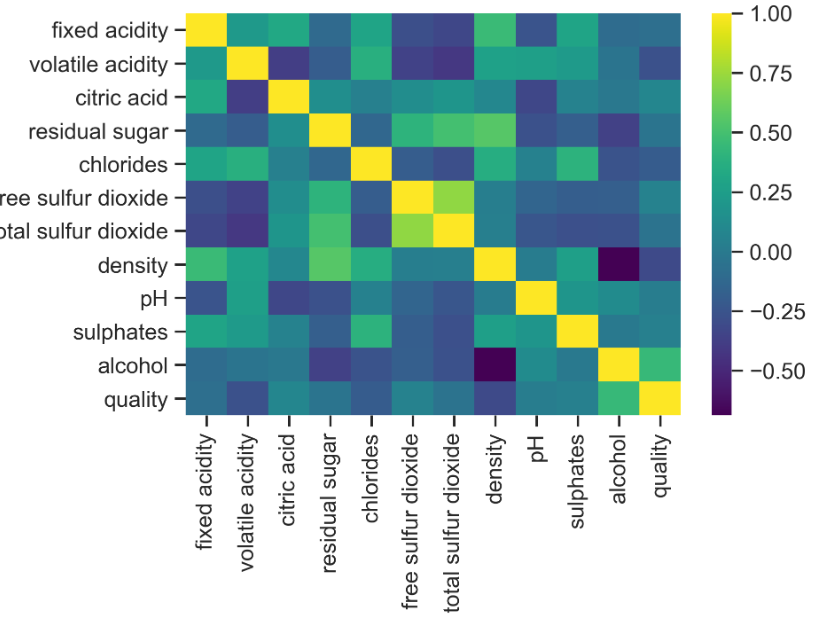 fixed acidity
volatile acidity
citric acid
residual sugar
chlorides
ree sulfur dioxide
otal sulfur dioxide
density
pH
sulphates
alcohol
quality
fixed acidity
volatile acidity
citric acid
residual sugar
chlorides
free sulfur dioxide
total sulfur dioxide
density
pH
sulphates
alcohol
quality
1.00
0.75
0.50
0.25
0.00
−0.25
−0.50